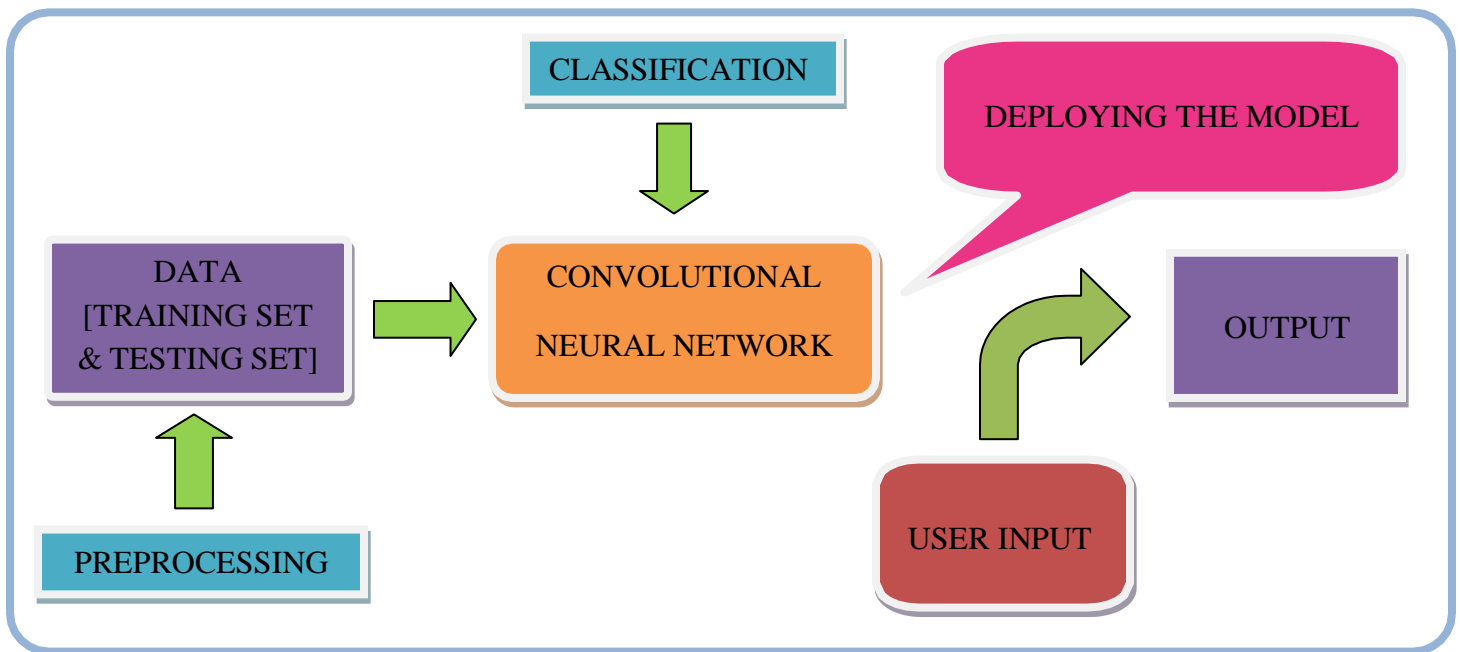 CLASSIFICATION
DEPLOYING THE MODEL
DATA
[TRAINING SET
& TESTING SET]
CONVOLUTIONAL
NEURAL NETWORK
OUTPUT
USER INPUT
PREPROCESSING